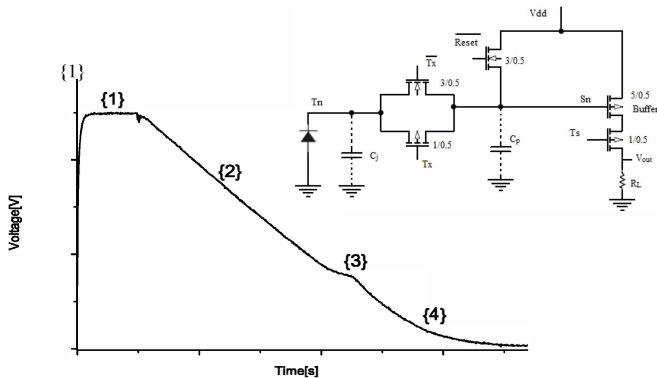 {1}
{1}
{2}
{3}
{4}
Voltage[V]
Time[s]
Vdd
Reset
3/0.5
Tx
3/0.5
Tn
Sn
5/0.5
Buffer
Ts
1/0.5
1/0.5
Tx
Cj
Cp
Vout
RL